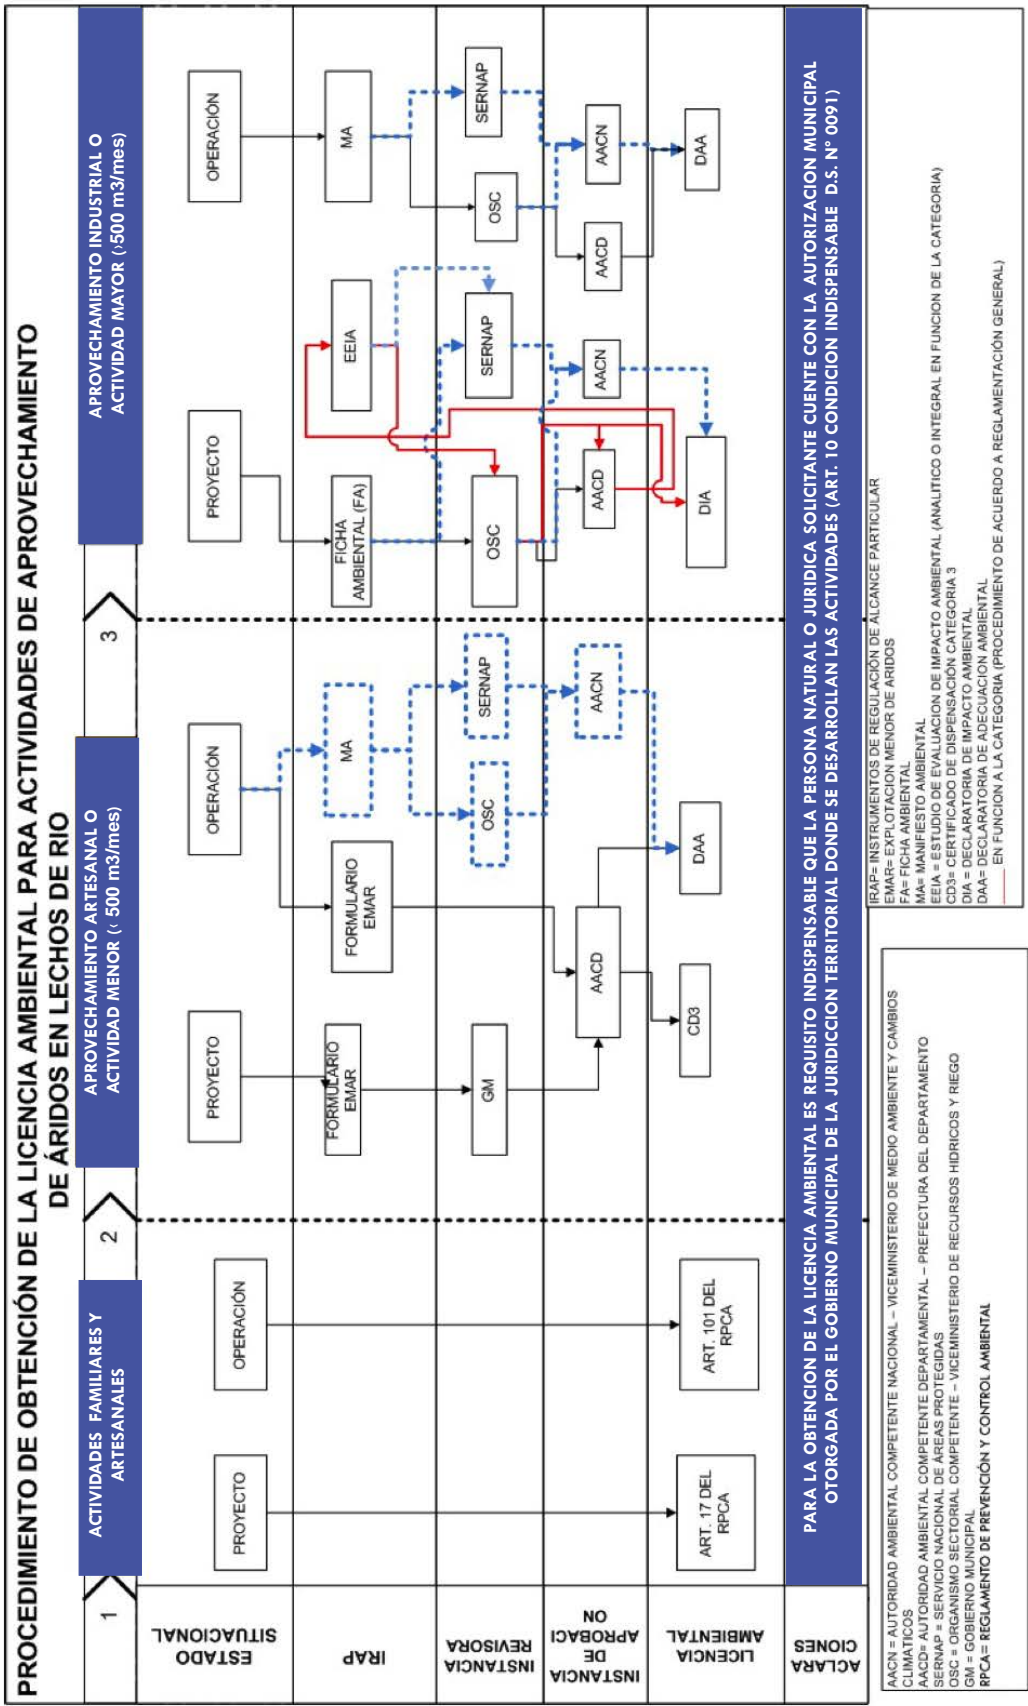 PROCEDIMIENTO DE OBTENCIÓN DE LA LICENCIA AMBIENTAL PARA ACTIVIDADES DE APROVECHAMIENTO
DE ÁRIDOS EN LECHOS DE RIO
1
ACTIVIDADES FAMILIARES Y
ARTESANALES
2
APROVECHAMIENTO ARTESANAL O
ACTIVIDAD MENOR (‹ 500 m3/mes)
3
APROVECHAMIENTO INDUSTRIAL O
ACTIVIDAD MAYOR (›500 m3/mes)
ESTADO
SITUACIONAL
PROYECTO
OPERACIÓN
PROYECTO
OPERACIÓN
PROYECTO
OPERACIÓN
IRAP
FORMULARIO
EMAR
FORMULARIO
EMAR
MA
FICHA
AMBIENTAL (FA)
EEIA
MA
INSTANCIA
REVISORA
GM
OSC
SERNAP
OSC
SERNAP
OSC
SERNAP
INSTANCIA
DE
APROBACI
ON
AACD
AACN
AACD
AACN
AACD
AACN
LICENCIA
AMBIENTAL
ART. 17 DEL
RPCA
ART. 101 DEL
RPCA
CD3
DAA
DIA
DAA
ACLARA
CIONES
PARA LA OBTENCION DE LA LICENCIA AMBIENTAL ES REQUISITO INDISPENSABLE QUE LA PERSONA NATURAL O JURIDICA SOLICITANTE CUENTE CON LA AUTORIZACION MUNICIPAL
OTORGADA POR EL GOBIERNO MUNICIPAL DE LA JURIDICCION TERRITORIAL DONDE SE DESARROLLAN LAS ACTIVIDADES (ART. 10 CONDICION INDISPENSABLE D.S. N° 0091)
AACN = AUTORIDAD AMBIENTAL COMPETENTE NACIONAL – VICEMINISTERIO DE MEDIO AMBIENTE Y CAMBIOS
CLIMATICOS
AACD= AUTORIDAD AMBIENTAL COMPETENTE DEPARTAMENTAL – PREFECTURA DEL DEPARTAMENTO
SERNAP = SERVICIO NACIONAL DE ÁREAS PROTEGIDAS
OSC = ORGANISMO SECTORIAL COMPETENTE – VICEMINISTERIO DE RECURSOS HIDRICOS Y RIEGO
GM = GOBIERNO MUNICIPAL
RPCA= REGLAMENTO DE PREVENCIÓN Y CONTROL AMBIENTAL
IRAP= INSTRUMENTOS DE REGULACIÓN DE ALCANCE PARTICULAR
EMAR= EXPLOTACION MENOR DE ARIDOS
FA= FICHA AMBIENTAL
MA= MANIFIESTO AMBIENTAL
EEIA = ESTUDIO DE EVALUACION DE IMPACTO AMBIENTAL (ANALITICO O INTEGRAL EN FUNCION DE LA CATEGORIA)
CD3= CERTIFICADO DE DISPENSACIÓN CATEGORIA 3
DIA = DECLARATORIA DE IMPACTO AMBIENTAL
DAA= DECLARATORIA DE ADECUACION AMBIENTAL
EN FUNCION A LA CATEGORIA (PROCEDIMIENTO DE ACUERDO A REGLAMENTACIÓN GENERAL)